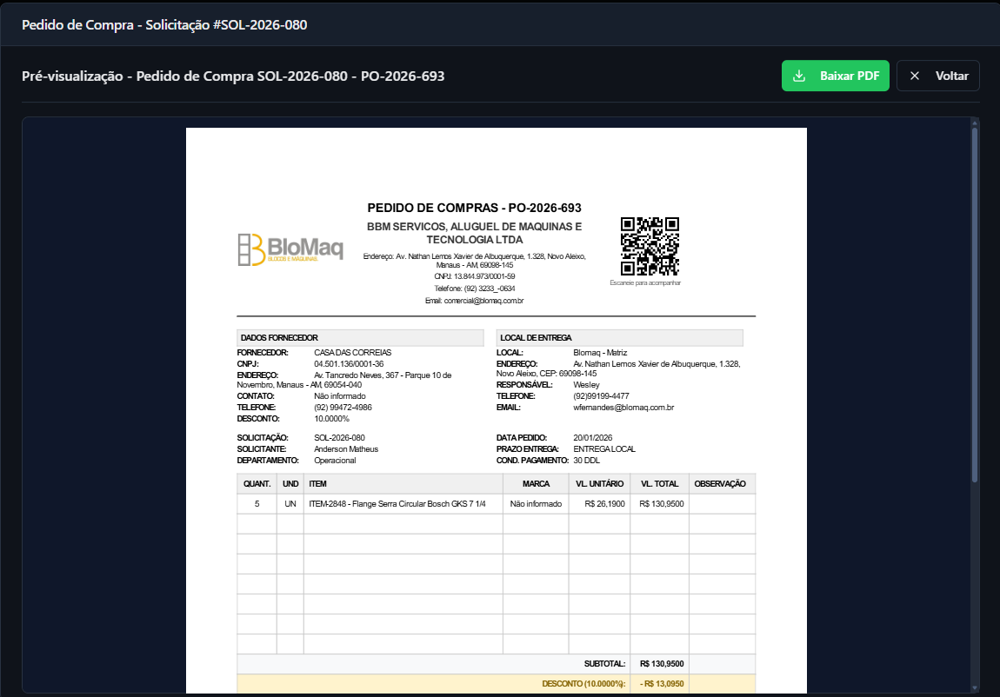 Pedido de Compra - Solicitação #SOL-2026-080
Pré-visualização - Pedido de Compra SOL-2026-080 - PO-2026-693
Baixar PDF
Voltar
PEDIDO DE COMPRAS - PO-2026-693
BBM SERVICOS, ALUGUEL DE MAQUINAS E
TECNOLOGIA LTDA
BloMaq
BLOCOS E MÁQUINAS
Endereço: Av. Nathan Lemos Xavier de Albuquerque, 1.328, Novo Aleixo,
Manaus - AM, 69098-145
CNPJ: 13.844.973/0001-59
Telefone: (92) 3233_-0634
Email: comercial@blomaq.com.br
Escaneie para acompanhar
DADOS FORNECEDOR
FORNECEDOR: CASA DAS CORREIAS
CNPJ: 04.501.136/0001-36
ENDEREÇO: Av. Tancredo Neves, 367 - Parque 10 de
Novembro, Manaus - AM, 69054-040
CONTATO: Não informado
TELEFONE: (92) 99472-4986
DESCONTO: 10.0000%
LOCAL DE ENTREGA
LOCAL: Blomaq - Matriz
ENDEREÇO: Av. Nathan Lemos Xavier de Albuquerque, 1.328,
Novo Aleixo, CEP: 69098-145
RESPONSÁVEL: Wesley
TELEFONE: (92)99199-4477
EMAIL: wfernandes@blomaq.com.br
SOLICITAÇÃO: SOL-2026-080
SOLICITANTE: Anderson Matheus
DEPARTAMENTO: Operacional
DATA PEDIDO: 20/01/2026
PRAZO ENTREGA: ENTREGA LOCAL
COND. PAGAMENTO: 30 DDL
QUANT. UND ITEM MARCA VL. UNITÁRIO VL. TOTAL OBSERVAÇÃO
5 UN ITEM-2848 - Flange Serra Circular Bosch GKS 7 1/4 Não informado R$ 26,1900 R$ 130,9500
SUBTOTAL: R$ 130,9500
DESCONTO (10.0000%): - R$ 13,0950